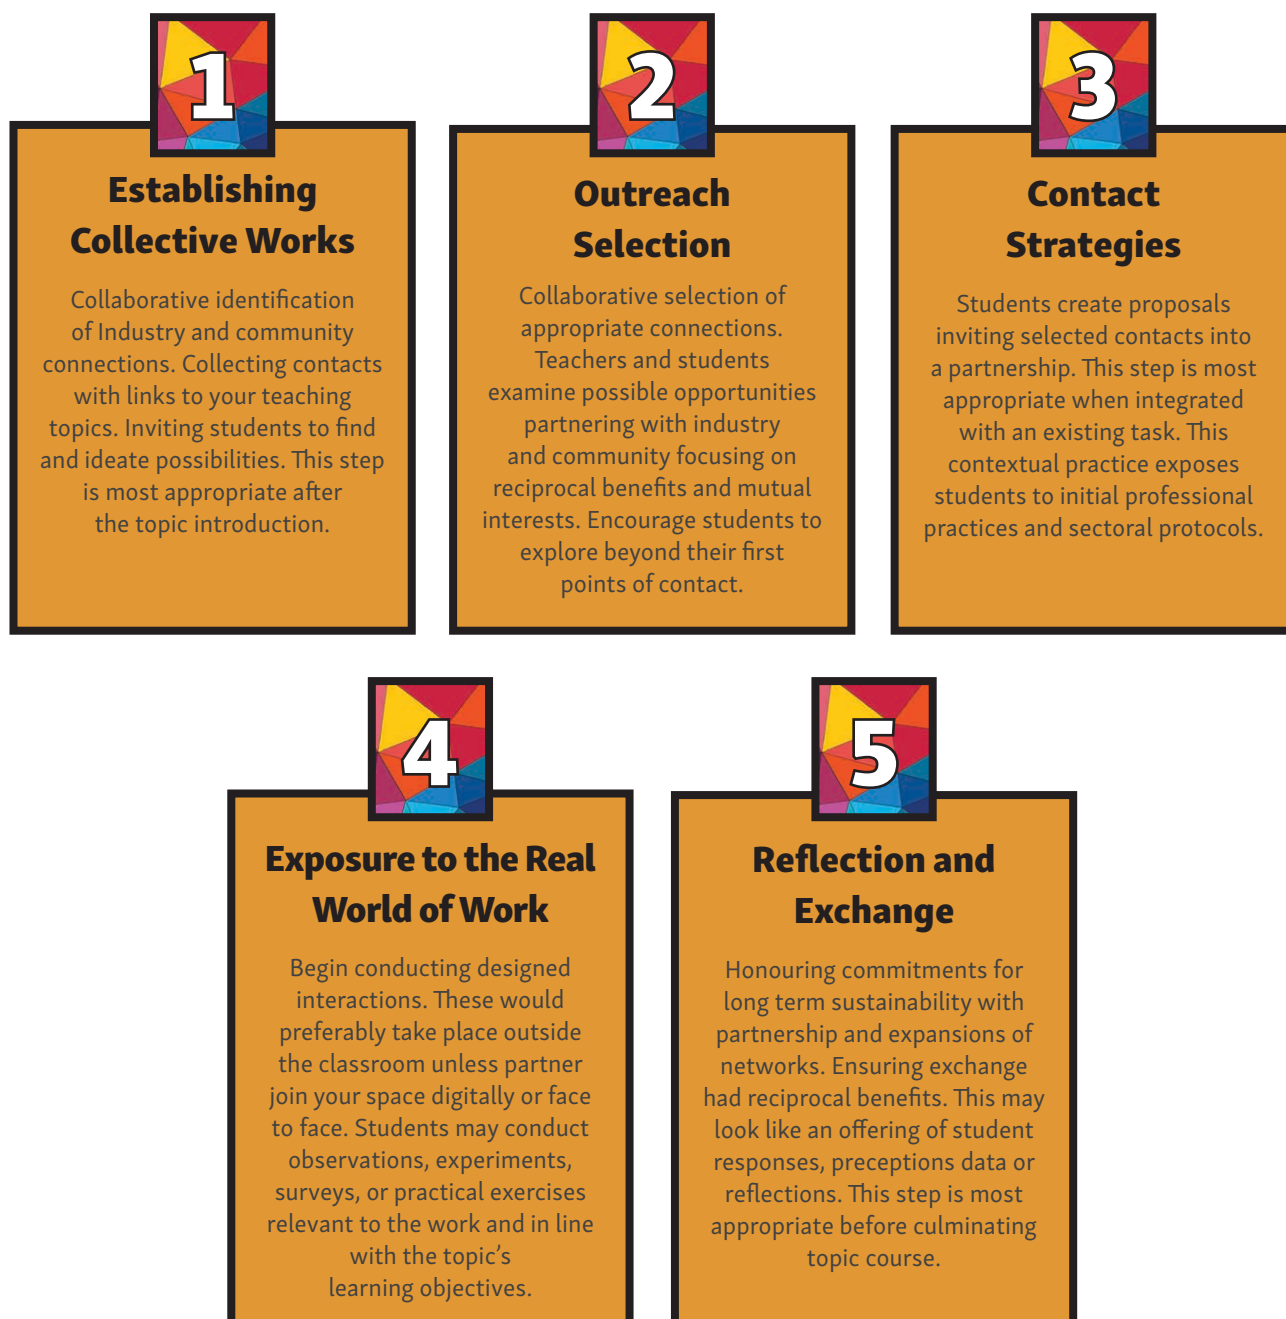 1
Establishing
Collective Works
Collaborative identification
of Industry and community
connections. Collecting contacts
with links to your teaching
topics. Inviting students to find
and ideate possibilities. This step
is most appropriate after
the topic introduction.
2
Outreach
Selection
Collaborative selection of
appropriate connections.
Teachers and students
examine possible opportunities
partnering with industry
and community focusing on
reciprocal benefits and mutual
interests. Encourage students to
explore beyond their first
points of contact.
3
Contact
Strategies
Students create proposals
inviting selected contacts into
a partnership. This step is most
appropriate when integrated
with an existing task. This
contextual practice exposes
students to initial professional
practices and sectoral protocols.
4
Exposure to the Real
World of Work
Begin conducting designed
interactions. These would
preferably take place outside
the classroom unless partner
join your space digitally or face
to face. Students may conduct
observations, experiments,
surveys, or practical exercises
relevant to the work and in line
with the topic's
learning objectives.
5
Reflection and
Exchange
Honouring commitments for
long term sustainability with
partnership and expansions of
networks. Ensuring exchange
had reciprocal benefits. This may
look like an offering of student
responses, preceptions data or
reflections. This step is most
appropriate before culminating
topic course.